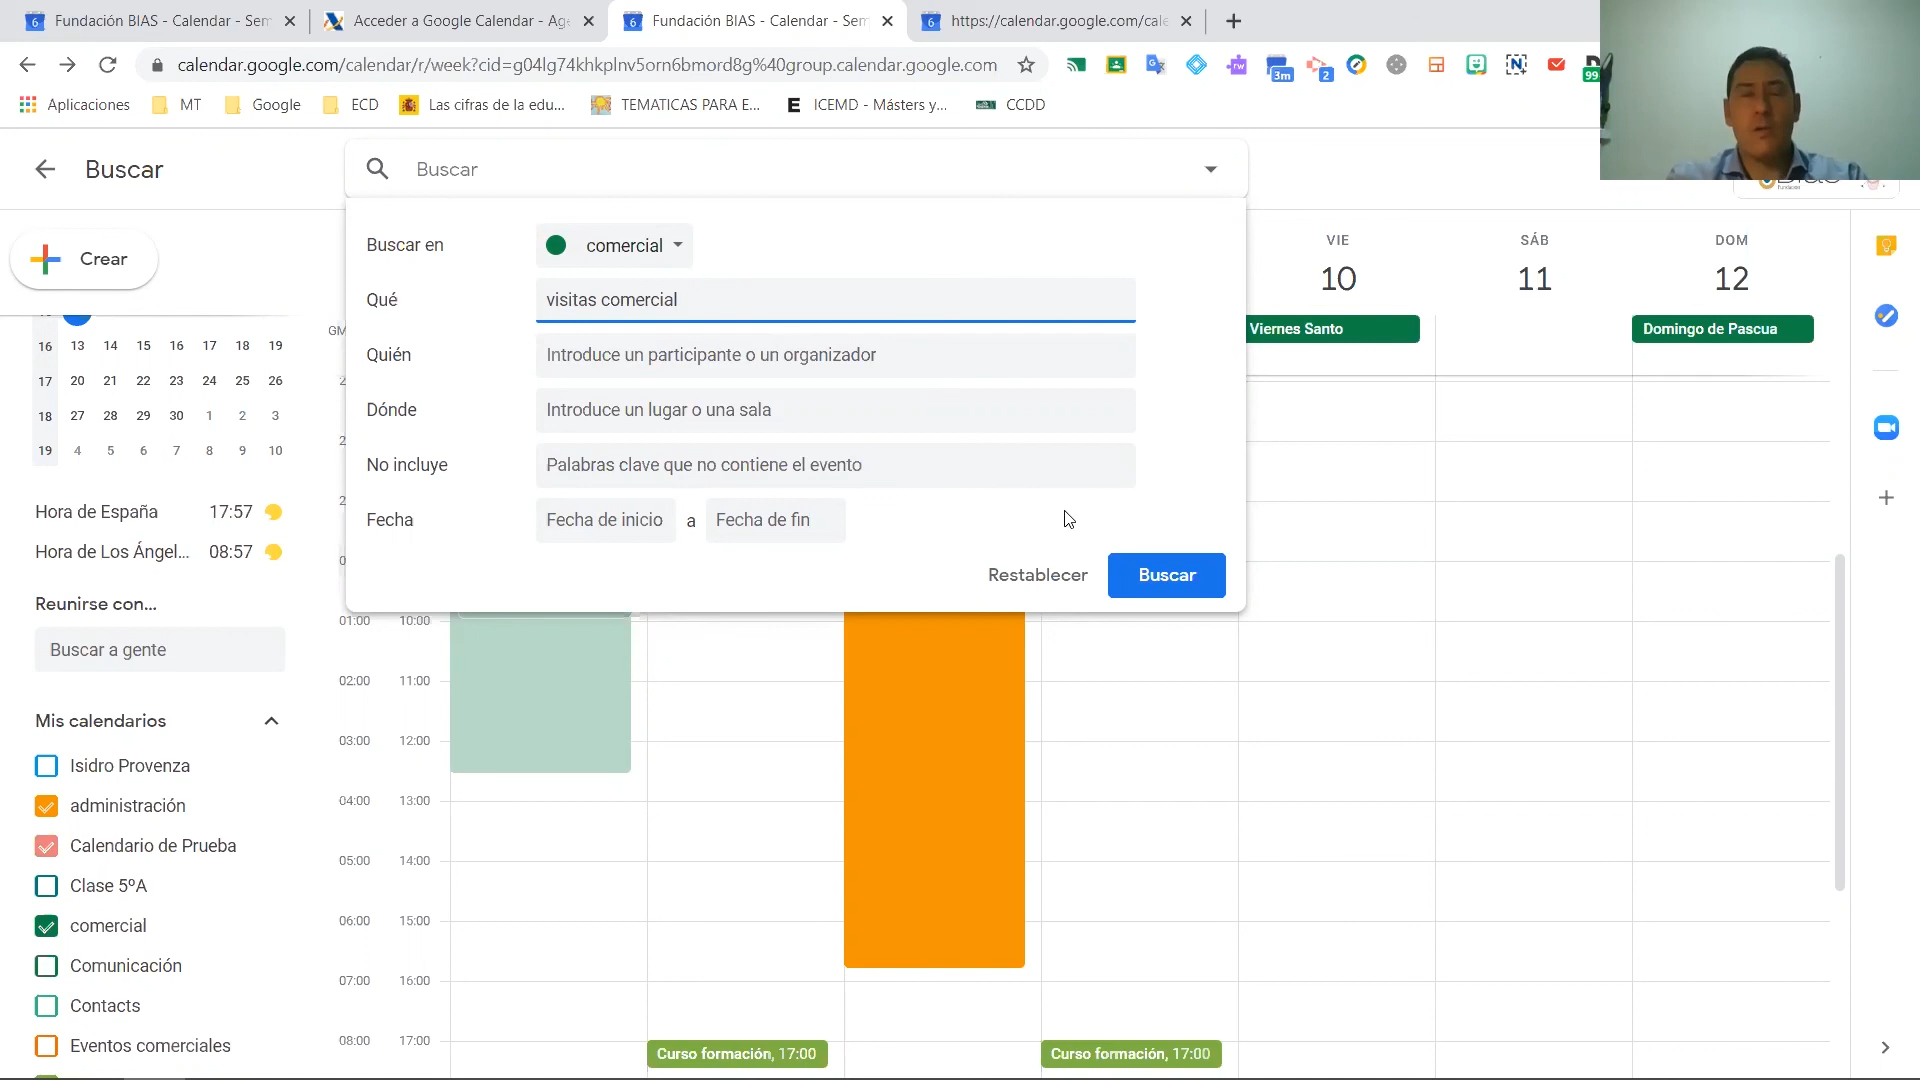 Fundación BIAS - Calendar - Sem
Acceder a Google Calendar - Age
Fundación BIAS - Calendar - Sem
https://calendar.google.com/cale
calendar.google.com/calendar/r/week?cid=g04lg74khkplnv5orn6bmord8g%40group.calendar.google.com
rw
3m
2
99
Aplicaciones
MT
Google
ECD
Las cifras de la edu...
TEMATICAS PARA E...
ICEMD - Másters y...
CCDD
Buscar
Buscar
Crear
Buscar en
comercial
Qué
visitas comercial
Quién
Introduce un participante o un organizador
Dónde
Introduce un lugar o una sala
No incluye
Palabras clave que no contiene el evento
Fecha
Fecha de inicio
a
Fecha de fin
Restablecer
Buscar
VIE
SÁB
DOM
10
11
12
Viernes Santo
Domingo de Pascua
16 13 14 15 16 17 18 19
17 20 21 22 23 24 25 26
18 27 28 29 30 1 2 3
19 4 5 6 7 8 9 10
Hora de España 17:57
Hora de Los Ángel... 08:57
Reunirse con...
Buscar a gente
Mis calendarios
Isidro Provenza
administración
Calendario de Prueba
Clase 5ºA
comercial
Comunicación
Contacts
Eventos comerciales
01:00 10:00
02:00 11:00
03:00 12:00
04:00 13:00
05:00 14:00
06:00 15:00
07:00 16:00
08:00 17:00
Curso formación, 17:00
Curso formación, 17:00